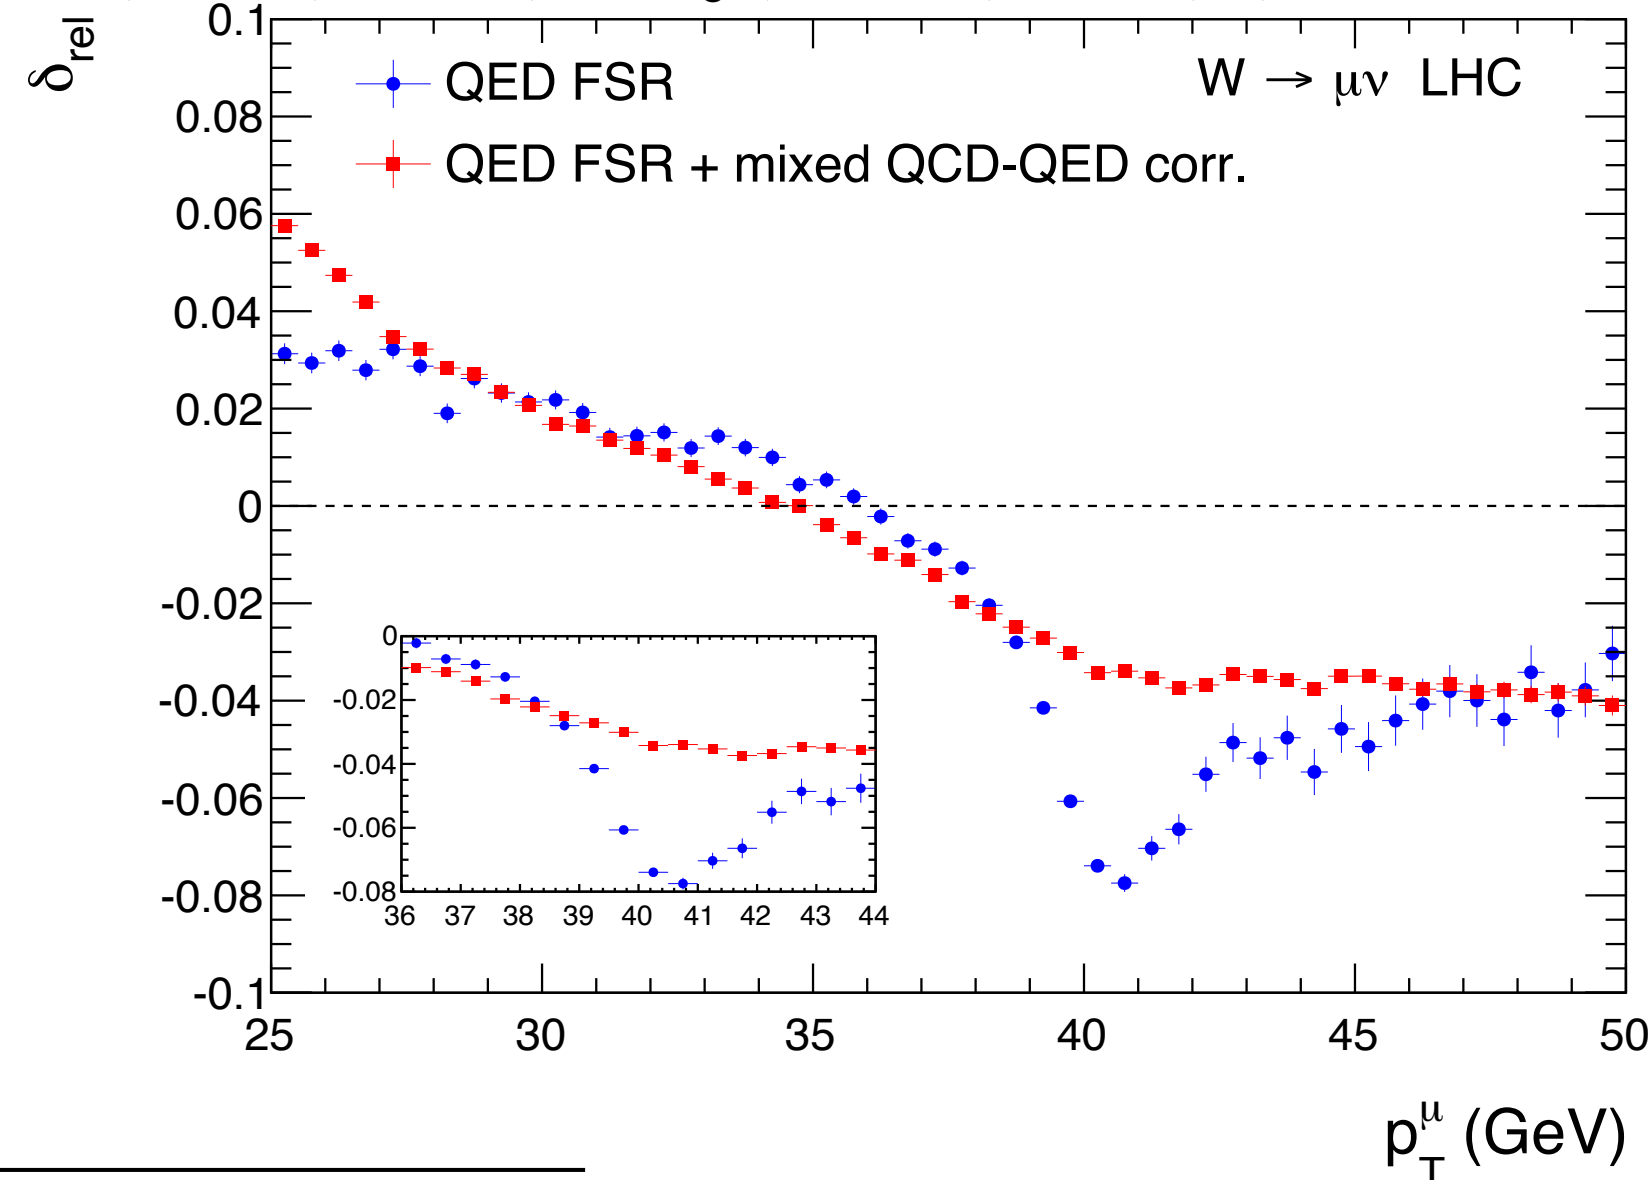 δrel
0.1
0.08
0.06
0.04
0.02
0
-0.02
-0.04
-0.06
-0.08
-0.1
QED FSR
QED FSR + mixed QCD-QED corr.
W → μν LHC
0
-0.02
-0.04
-0.06
-0.08
36 37 38 39 40 41 42 43 44
25 30 35 40 45 50
p_T^μ (GeV)